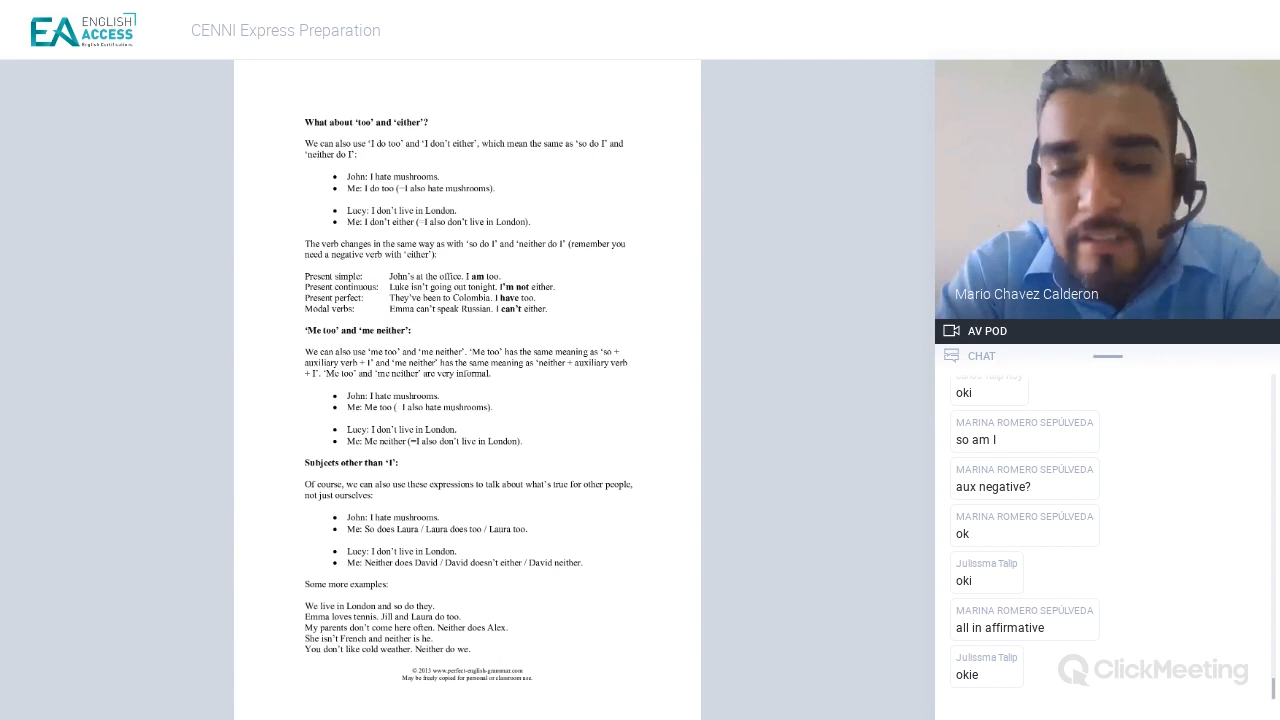 EA ENGLISH
ACCESS
English Certifications.
CENNI Express Preparation
What about ‘too’ and ‘either’?
We can also use ‘I do too’ and ‘I don’t either’, which mean the same as ‘so do I’ and
‘neither do I’:
• John: I hate mushrooms.
• Me: I do too (=I also hate mushrooms).
• Lucy: I don’t live in London.
• Me: I don’t either (=I also don’t live in London).
The verb changes in the same way as with ‘so do I’ and ‘neither do I’ (remember you
need a negative verb with ‘either’):
Present simple: John’s at the office. I am too.
Present continuous: Luke isn’t going out tonight. I’m not either.
Present perfect: They’ve been to Colombia. I have too.
Modal verbs: Emma can’t speak Russian. I can’t either.
‘Me too’ and ‘me neither’:
We can also use ‘me too’ and ‘me neither’. ‘Me too’ has the same meaning as ‘so +
auxiliary verb + I’ and ‘me neither’ has the same meaning as ‘neither + auxiliary verb
+ I’. ‘Me too’ and ‘me neither’ are very informal.
• John: I hate mushrooms.
• Me: Me too (=I also hate mushrooms).
• Lucy: I don’t live in London.
• Me: Me neither (=I also don’t live in London).
Subjects other than ‘I’:
Of course, we can also use these expressions to talk about what’s true for other people,
not just ourselves:
• John: I hate mushrooms.
• Me: So does Laura / Laura does too / Laura too.
• Lucy: I don’t live in London.
• Me: Neither does David / David doesn’t either / David neither.
Some more examples:
We live in London and so do they.
Emma loves tennis. Jill and Laura do too.
My parents don’t come here often. Neither does Alex.
She isn’t French and neither is he.
You don’t like cold weather. Neither do we.
© 2013 www.perfect-english-grammar.com
May be freely copied for personal or classroom use.
Mario Chavez Calderon
AV POD
CHAT
oki
MARINA ROMERO SEPÚLVEDA
so am I
MARINA ROMERO SEPÚLVEDA
aux negative?
MARINA ROMERO SEPÚLVEDA
ok
Julissma Talip
oki
MARINA ROMERO SEPÚLVEDA
all in affirmative
Julissma Talip
okie
ClickMeeting